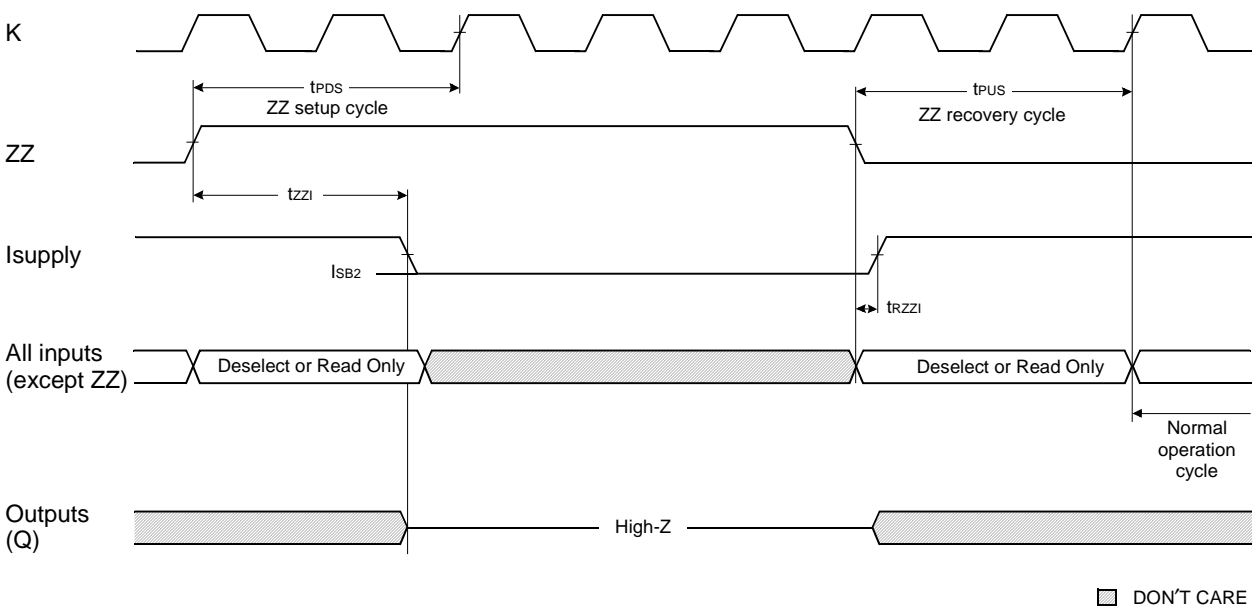 K
tPDS
ZZ setup cycle
tPUS
ZZ recovery cycle
ZZ
tZZI
Isupply
ISB2
tRZZI
All inputs
(except ZZ)
Deselect or Read Only
Deselect or Read Only
Normal
operation
cycle
Outputs
(Q)
High-Z
DON'T CARE